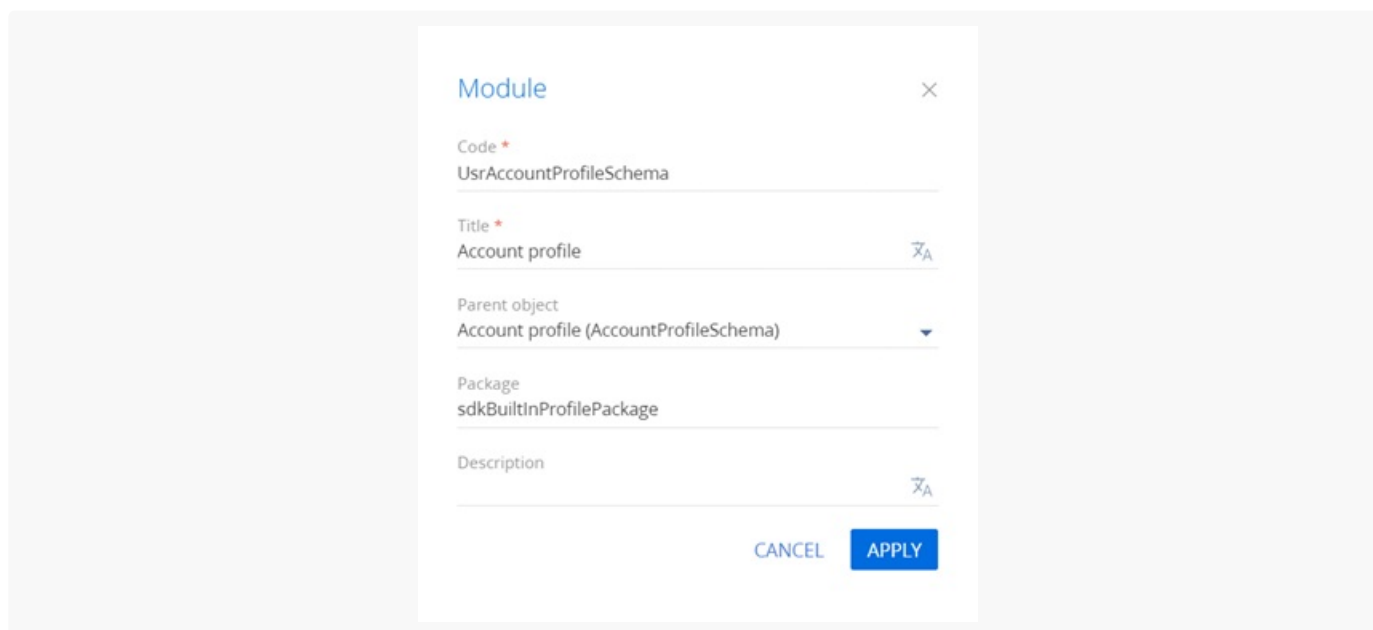 Module
Code *
UsrAccountProfileSchema
Title *
Account profile
Parent object
Account profile (AccountProfileSchema)
Package
sdkBuiltInProfilePackage
Description
CANCEL APPLY